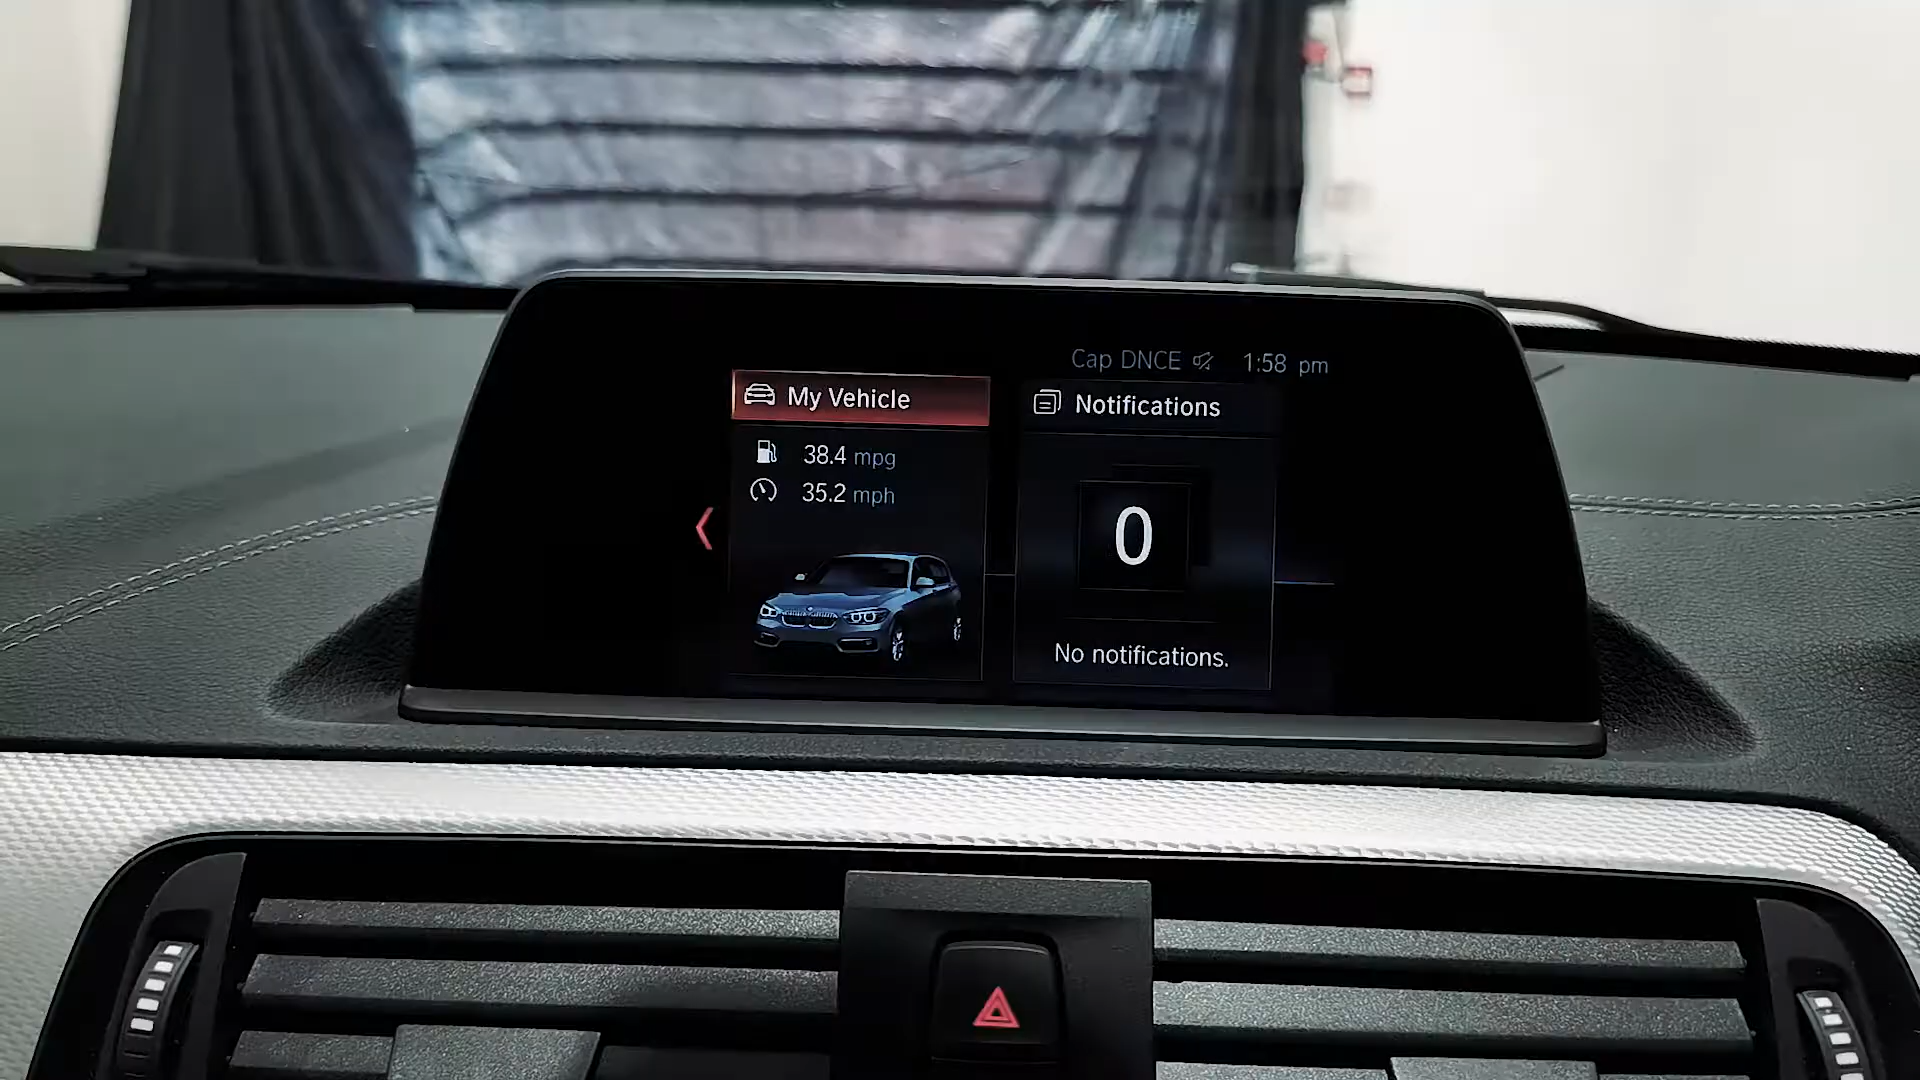 Cap DNCE 1:58 pm
My Vehicle
38.4 mpg
35.2 mph
Notifications
0
No notifications.